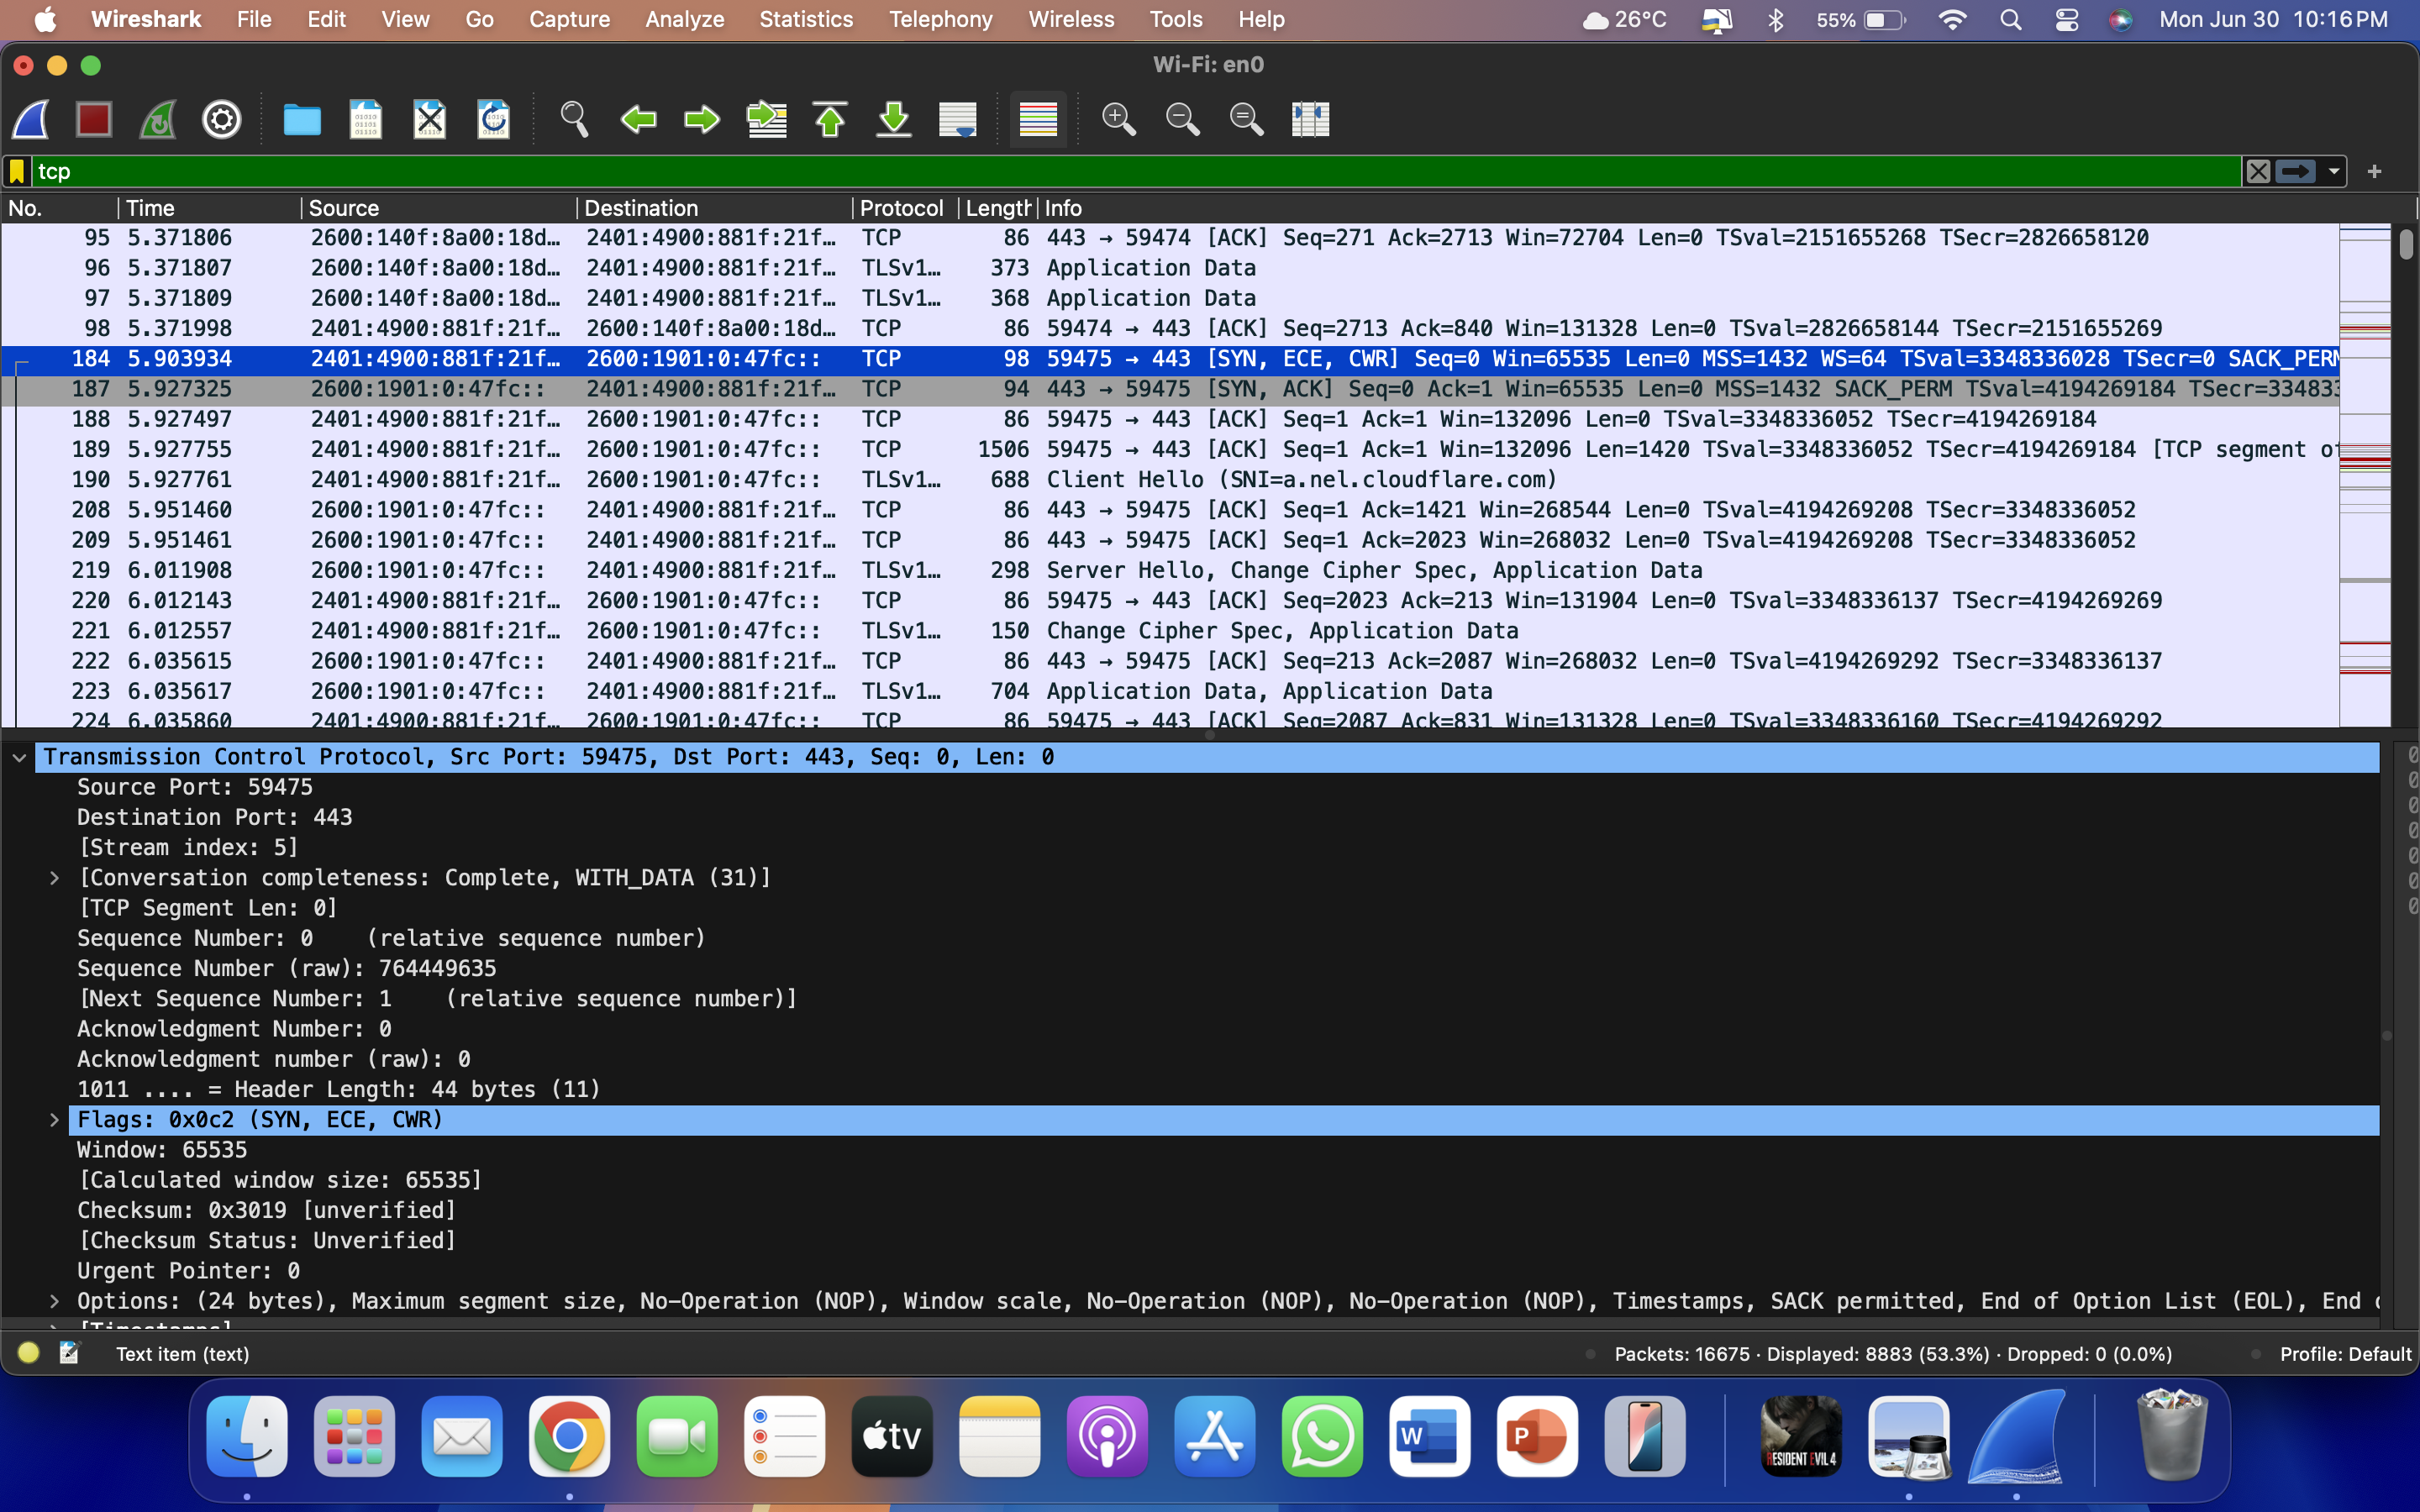 Wireshark File Edit View Go Capture Analyze Statistics Telephony Wireless Tools Help 26°C 55% Mon Jun 30 10:16 PM
Wi-Fi: en0
tcp
No. Time Source Destination Protocol Length Info
95 5.371806 2600:140f:8a00:18d… 2401:4900:881f:21f… TCP 86 443 → 59474 [ACK] Seq=271 Ack=2713 Win=72704 Len=0 TSval=2151655268 TSecr=2826658120
96 5.371807 2600:140f:8a00:18d… 2401:4900:881f:21f… TLSv1… 373 Application Data
97 5.371809 2600:140f:8a00:18d… 2401:4900:881f:21f… TLSv1… 368 Application Data
98 5.371998 2401:4900:881f:21f… 2600:140f:8a00:18d… TCP 86 59474 → 443 [ACK] Seq=2713 Ack=840 Win=131328 Len=0 TSval=2826658144 TSecr=2151655269
184 5.903934 2401:4900:881f:21f… 2600:1901:0:47fc:: TCP 98 59475 → 443 [SYN, ECE, CWR] Seq=0 Win=65535 Len=0 MSS=1432 WS=64 TSval=3348336028 TSecr=0 SACK_PERM
187 5.927325 2600:1901:0:47fc:: 2401:4900:881f:21f… TCP 94 443 → 59475 [SYN, ACK] Seq=0 Ack=1 Win=65535 Len=0 MSS=1432 SACK_PERM TSval=4194269184 TSecr=33483
188 5.927497 2401:4900:881f:21f… 2600:1901:0:47fc:: TCP 86 59475 → 443 [ACK] Seq=1 Ack=1 Win=132096 Len=0 TSval=3348336052 TSecr=4194269184
189 5.927755 2401:4900:881f:21f… 2600:1901:0:47fc:: TCP 1506 59475 → 443 [ACK] Seq=1 Ack=1 Win=132096 Len=1420 TSval=3348336052 TSecr=4194269184 [TCP segment of
190 5.927761 2401:4900:881f:21f… 2600:1901:0:47fc:: TLSv1… 688 Client Hello (SNI=a.nel.cloudflare.com)
208 5.951460 2600:1901:0:47fc:: 2401:4900:881f:21f… TCP 86 443 → 59475 [ACK] Seq=1 Ack=1421 Win=268544 Len=0 TSval=4194269208 TSecr=3348336052
209 5.951461 2600:1901:0:47fc:: 2401:4900:881f:21f… TCP 86 443 → 59475 [ACK] Seq=1 Ack=2023 Win=268032 Len=0 TSval=4194269208 TSecr=3348336052
219 6.011908 2600:1901:0:47fc:: 2401:4900:881f:21f… TLSv1… 298 Server Hello, Change Cipher Spec, Application Data
220 6.012143 2401:4900:881f:21f… 2600:1901:0:47fc:: TCP 86 59475 → 443 [ACK] Seq=2023 Ack=213 Win=131904 Len=0 TSval=3348336137 TSecr=4194269269
221 6.012557 2401:4900:881f:21f… 2600:1901:0:47fc:: TLSv1… 150 Change Cipher Spec, Application Data
222 6.035615 2600:1901:0:47fc:: 2401:4900:881f:21f… TCP 86 443 → 59475 [ACK] Seq=213 Ack=2087 Win=268032 Len=0 TSval=4194269292 TSecr=3348336137
223 6.035617 2600:1901:0:47fc:: 2401:4900:881f:21f… TLSv1… 704 Application Data, Application Data
224 6.035860 2401:4900:881f:21f… 2600:1901:0:47fc:: TCP 86 59475 → 443 [ACK] Seq=2087 Ack=831 Win=131328 Len=0 TSval=3348336160 TSecr=4194269292
Transmission Control Protocol, Src Port: 59475, Dst Port: 443, Seq: 0, Len: 0
Source Port: 59475
Destination Port: 443
[Stream index: 5]
[Conversation completeness: Complete, WITH_DATA (31)]
[TCP Segment Len: 0]
Sequence Number: 0 (relative sequence number)
Sequence Number (raw): 764449635
[Next Sequence Number: 1 (relative sequence number)]
Acknowledgment Number: 0
Acknowledgment number (raw): 0
1011 .... = Header Length: 44 bytes (11)
Flags: 0x0c2 (SYN, ECE, CWR)
Window: 65535
[Calculated window size: 65535]
Checksum: 0x3019 [unverified]
[Checksum Status: Unverified]
Urgent Pointer: 0
Options: (24 bytes), Maximum segment size, No-Operation (NOP), Window scale, No-Operation (NOP), No-Operation (NOP), Timestamps, SACK permitted, End of Option List (EOL), End
[Timestamps]
Text item (text) Packets: 16675 · Displayed: 8883 (53.3%) · Dropped: 0 (0.0%) Profile: Default
tv
W
P
RESIDENT EVIL 4